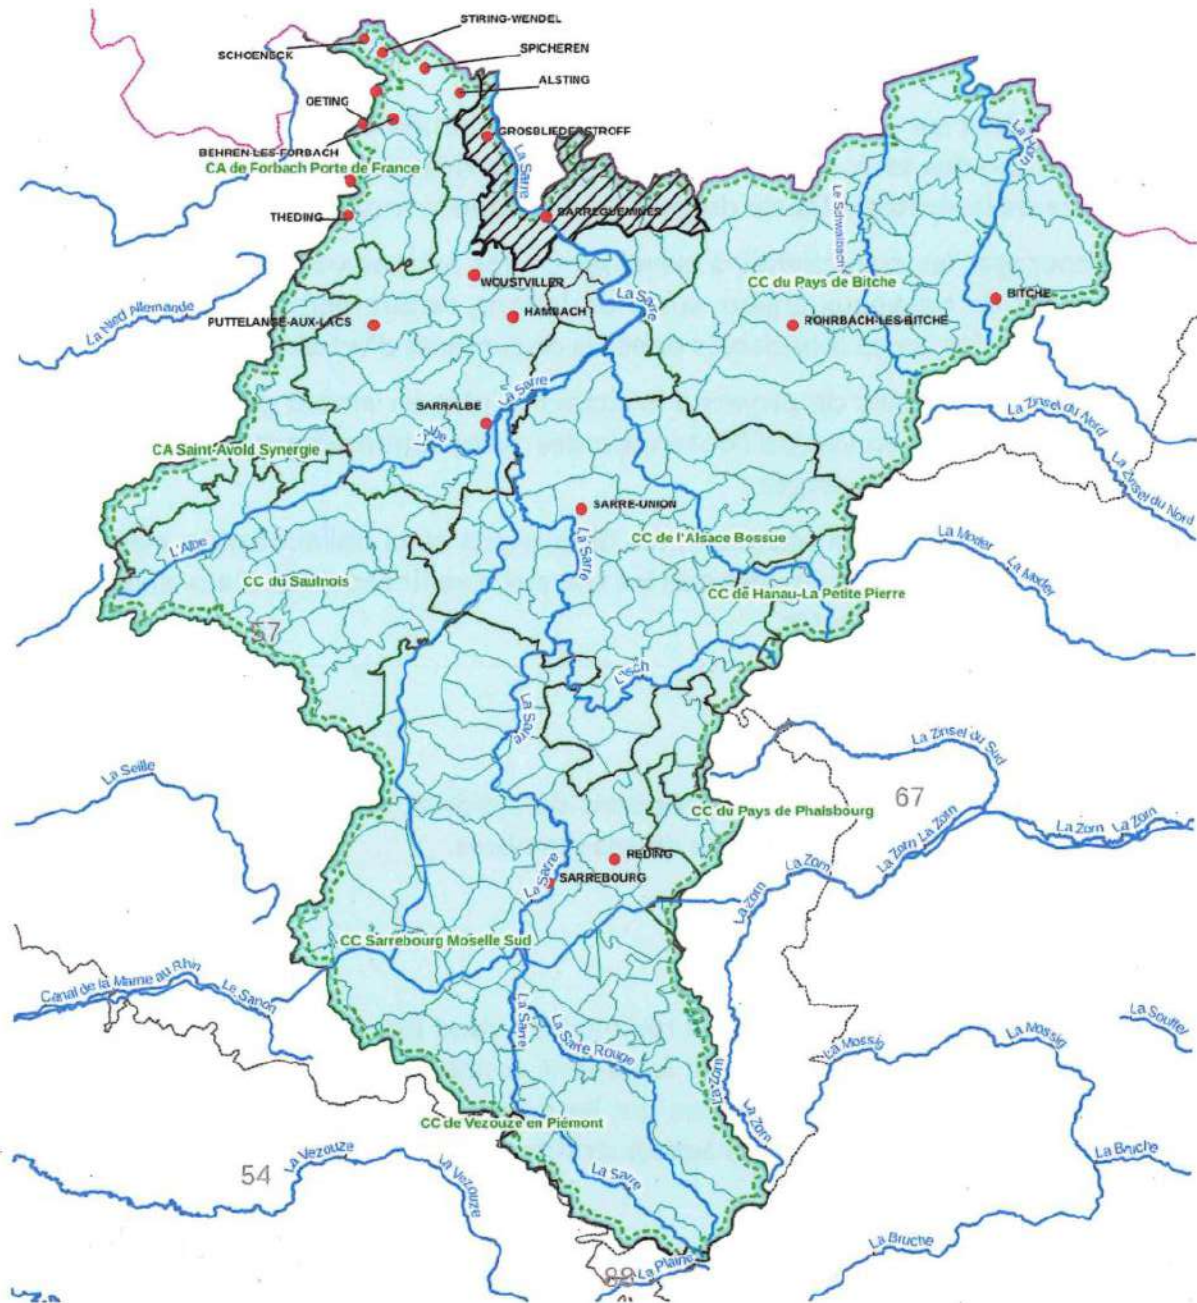 STIRING-WENDEL
SCHOENECK
SPICHEREN
ALSTING
OETING
GROSBLIEDERSTROFF
BEHREN-LES-FORBACH
CA de Forbach Porte de France
La Sarre
La Horn
Le Schwalbach
THEDING
SARREGUEMINES
WOUSTVILLER
CC du Pays de Bitche
La Sarre
BITCHE
La Nied Allemande
HAMBACH
PUTTELANGE-AUX-LACS
ROHRBACH-LES-BITCHE
La Sarre
SARRALBE
L'Albe
La Zinsel du Nord
CA Saint-Avold Synergie
La Zinsel du Nord
SARRE-UNION
CC de l'Alsace Bossue
La Sarre
L'Albe
La Moder
La Moder
CC du Saulnois
CC de Hanau-La Petite Pierre
57
L'Isch
La Sarre
La Zinsel du Sud
La Seille
67
CC du Pays de Phalsbourg
La Zorn
La Zorn
La Zorn
La Zorn
REDING
La Zorn
SARREBOURG
La Sarre
La Zorn
CC Sarrebourg Moselle Sud
Canal de la Marne au Rhin
Le Sanon
La Sarre
La Sarre Rouge
La Souffel
La Mossig
La Mossig
La Zorn
La Zorn
CC de Vezouze en Piémont
La Vezouze
La Vezouze
La Sarre
La Bruche
54
La Bruche
La Plaine
88